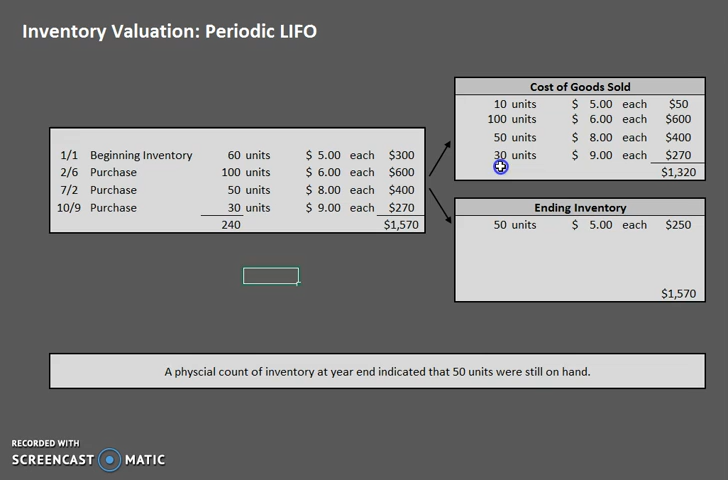 Inventory Valuation: Periodic LIFO
1/1 Beginning Inventory 60 units $ 5.00 each $300
2/6 Purchase 100 units $ 6.00 each $600
7/2 Purchase 50 units $ 8.00 each $400
10/9 Purchase 30 units $ 9.00 each $270
240 $1,570
Cost of Goods Sold
10 units $ 5.00 each $50
100 units $ 6.00 each $600
50 units $ 8.00 each $400
30 units $ 9.00 each $270
$1,320
Ending Inventory
50 units $ 5.00 each $250
$1,570
A physcial count of inventory at year end indicated that 50 units were still on hand.
RECORDED WITH
SCREENCAST MATIC